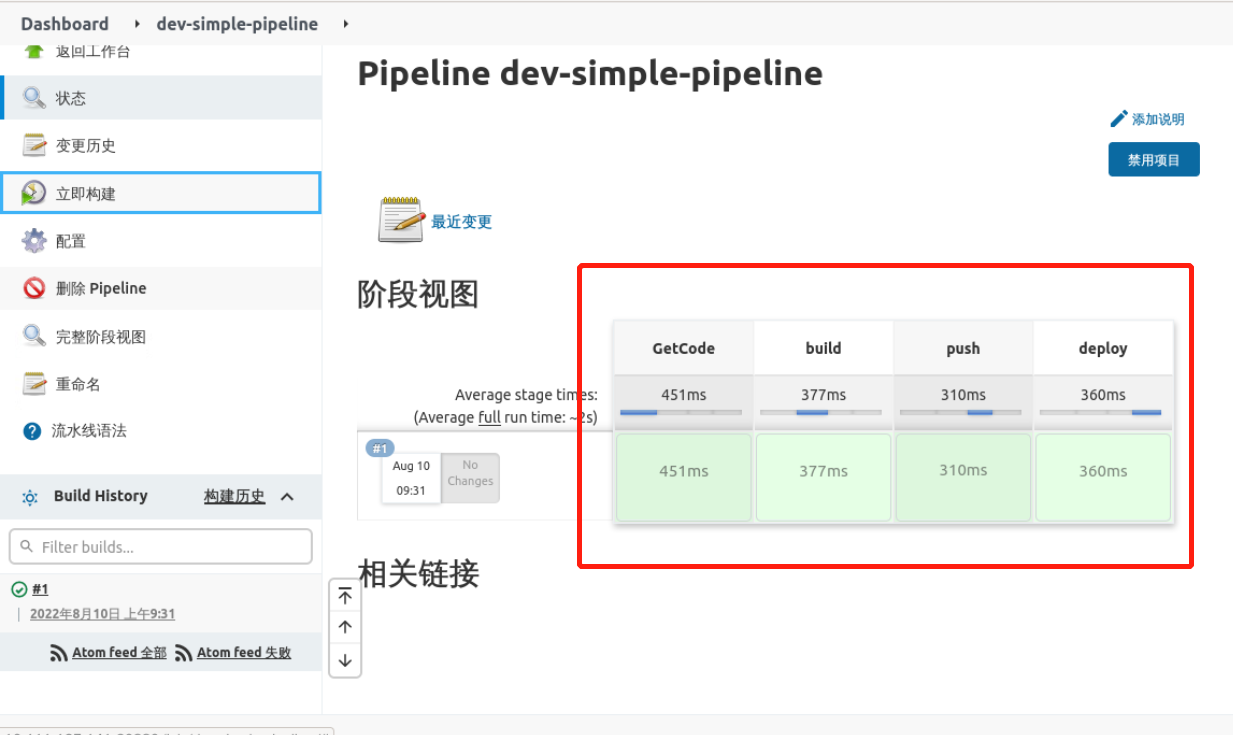 Dashboard dev-simple-pipeline
返回工作台
状态
变更历史
立即构建
配置
删除 Pipeline
完整阶段视图
重命名
流水线语法
Build History 构建历史
Filter builds...
#1
2022年8月10日 上午9:31
Atom feed 全部 Atom feed 失败
Pipeline dev-simple-pipeline
添加说明
禁用项目
最近变更
阶段视图
GetCode build push deploy
Average stage times: 451ms 377ms 310ms 360ms
(Average full run time: ~2s)
#1
Aug 10
09:31
No
Changes
451ms 377ms 310ms 360ms
相关链接